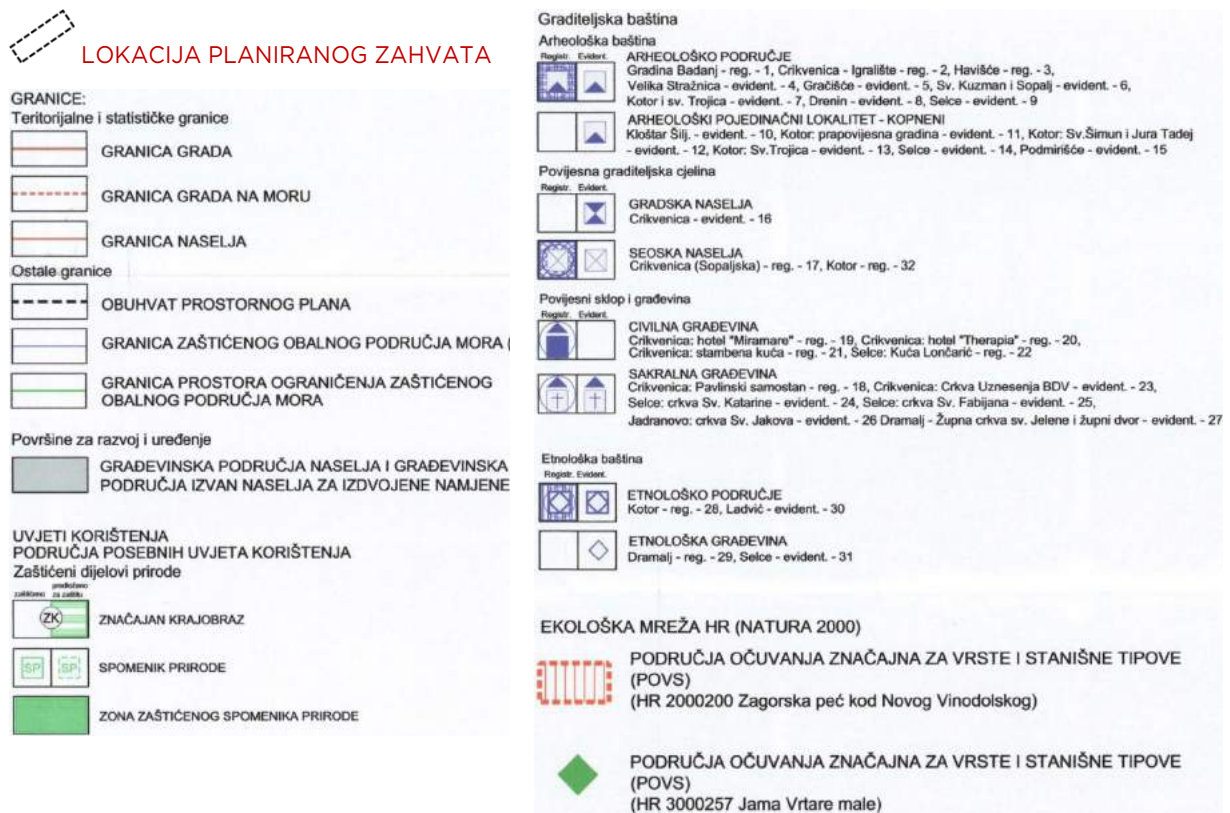 LOKACIJA PLANIRANOG ZAHVATA
GRANICE:
Teritorijalne i statističke granice
GRANICA GRADA
GRANICA GRADA NA MORU
GRANICA NASELJA
Ostale granice
OBUHVAT PROSTORNOG PLANA
GRANICA ZAŠTIĆENOG OBALNOG PODRUČJA MORA (
GRANICA PROSTORA OGRANIČENJA ZAŠTIĆENOG
OBALNOG PODRUČJA MORA
Površine za razvoj i uređenje
GRAĐEVINSKA PODRUČJA NASELJA I GRAĐEVINSKA
PODRUČJA IZVAN NASELJA ZA IZDVOJENE NAMJENE
UVJETI KORIŠTENJA
PODRUČJA POSEBNIH UVJETA KORIŠTENJA
Zaštićeni dijelovi prirode
predloženo
zaštićeno za zaštitu
ZK
ZNAČAJAN KRAJOBRAZ
SP SP
SPOMENIK PRIRODE
ZONA ZAŠTIĆENOG SPOMENIKA PRIRODE
Graditeljska baština
Arheološka baština
Registr. Evident.
ARHEOLOŠKO PODRUČJE
Gradina Badanj - reg. - 1, Crikvenica - Igralište - reg. - 2, Havišće - reg. - 3,
Velika Stražnica - evident. - 4, Gračišće - evident. - 5, Sv. Kuzman i Sopalj - evident. - 6,
Kotor i sv. Trojica - evident. - 7, Drenin - evident. - 8, Selce - evident. - 9
ARHEOLOŠKI POJEDINAČNI LOKALITET - KOPNENI
Kloštar Šilj. - evident. - 10, Kotor: prapovijesna gradina - evident. - 11, Kotor: Sv.Šimun i Jura Tadej
- evident. - 12, Kotor: Sv.Trojica - evident. - 13, Selce - evident. - 14, Podmirišće - evident. - 15
Povijesna graditeljska cjelina
Registr. Evident.
GRADSKA NASELJA
Crikvenica - evident. - 16
SEOSKA NASELJA
Crikvenica (Sopaljska) - reg. - 17, Kotor - reg. - 32
Povijesni sklop i građevina
Registr. Evident.
CIVILNA GRAĐEVINA
Crikvenica: hotel "Miramare" - reg. - 19, Crikvenica: hotel "Therapia" - reg. - 20,
Crikvenica: stambena kuća - reg. - 21, Selce: Kuća Lončarić - reg. - 22
SAKRALNA GRAĐEVINA
Crikvenica: Pavlinski samostan - reg. - 18, Crikvenica: Crkva Uznesenja BDV - evident. - 23,
Selce: crkva Sv. Katarine - evident. - 24, Selce: crkva Sv. Fabijana - evident. - 25,
Jadranovo: crkva Sv. Jakova - evident. - 26 Dramalj - Župna crkva sv. Jelene i župni dvor - evident. - 27
Etnološka baština
Registr. Evident.
ETNOLOŠKO PODRUČJE
Kotor - reg. - 28, Ladvić - evident. - 30
ETNOLOŠKA GRAĐEVINA
Dramalj - reg. - 29, Selce - evident. - 31
EKOLOŠKA MREŽA HR (NATURA 2000)
PODRUČJA OČUVANJA ZNAČAJNA ZA VRSTE I STANIŠNE TIPOVE
(POVS)
(HR 2000200 Zagorska peć kod Novog Vinodolskog)
PODRUČJA OČUVANJA ZNAČAJNA ZA VRSTE I STANIŠNE TIPOVE
(POVS)
(HR 3000257 Jama Vrtare male)